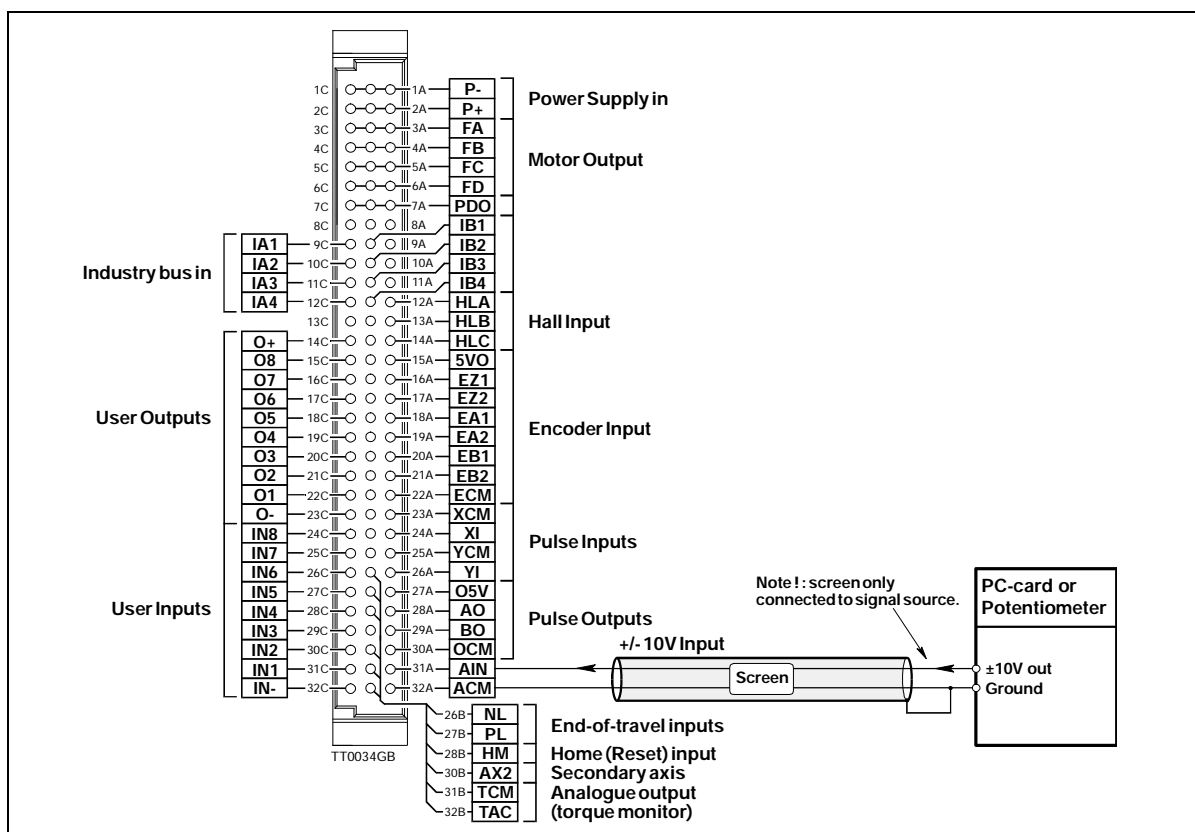 1C 1A P-
Power Supply in
2C 2A P+
3C 3A FA
4C 4A FB
Motor Output
5C 5A FC
6C 6A FD
7C 7A PDO
8C 8A IB1
IA1 9C 9A IB2
IA2 10C 10A IB3
Industry bus in
IA3 11C 11A IB4
IA4 12C 12A HLA
13C 13A HLB
Hall Input
O+ 14C 14A HLC
O8 15C 15A 5VO
O7 16C 16A EZ1
O6 17C 17A EZ2
User Outputs
O5 18C 18A EA1
Encoder Input
O4 19C 19A EA2
O3 20C 20A EB1
O2 21C 21A EB2
O1 22C 22A ECM
O- 23C 23A XCM
IN8 24C 24A XI
Pulse Inputs
IN7 25C 25A YCM
IN6 26C 26A YI
IN5 27C 27A O5V
User Inputs
IN4 28C 28A AO
Pulse Outputs
IN3 29C 29A BO
IN2 30C 30A OCM
IN1 31C 31A AIN
IN- 32C 32A ACM
+/- 10V Input
Screen
Note ! : screen only
connected to signal source.
PC-card or
Potentiometer
±10V out
Ground
26B NL
End-of-travel inputs
27B PL
28B HM Home (Reset) input
30B AX2 Secondary axis
31B TCM Analogue output
32B TAC (torque monitor)
TT0034GB